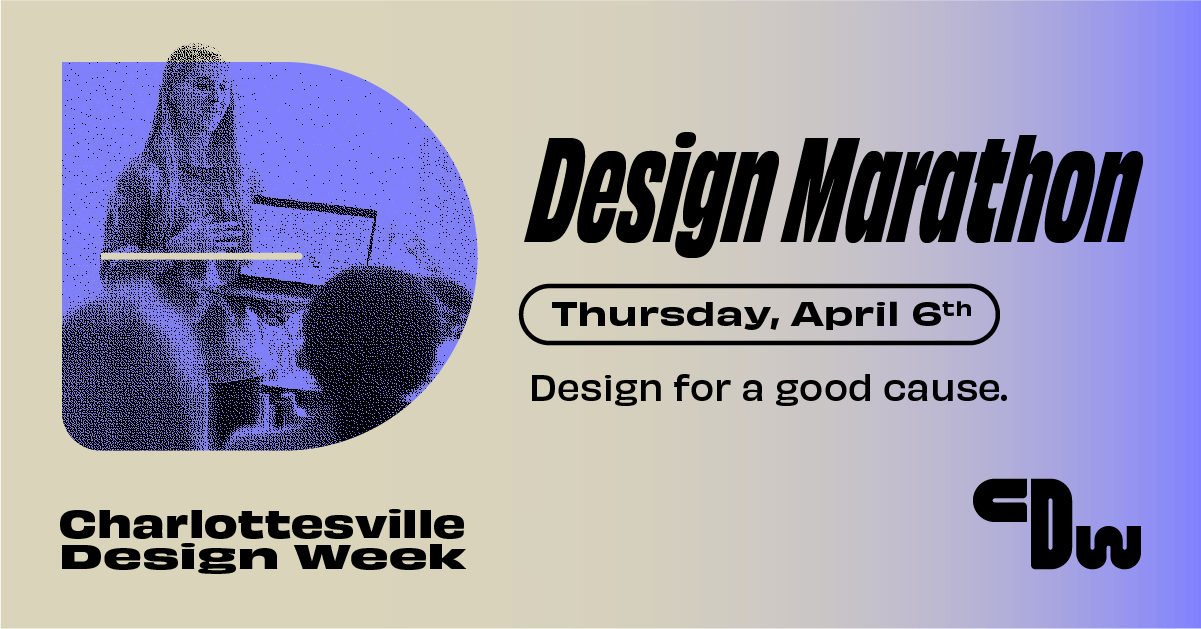 Design Marathon
Thursday, April 6th
Design for a good cause.
Charlottesville
Design Week
CDW